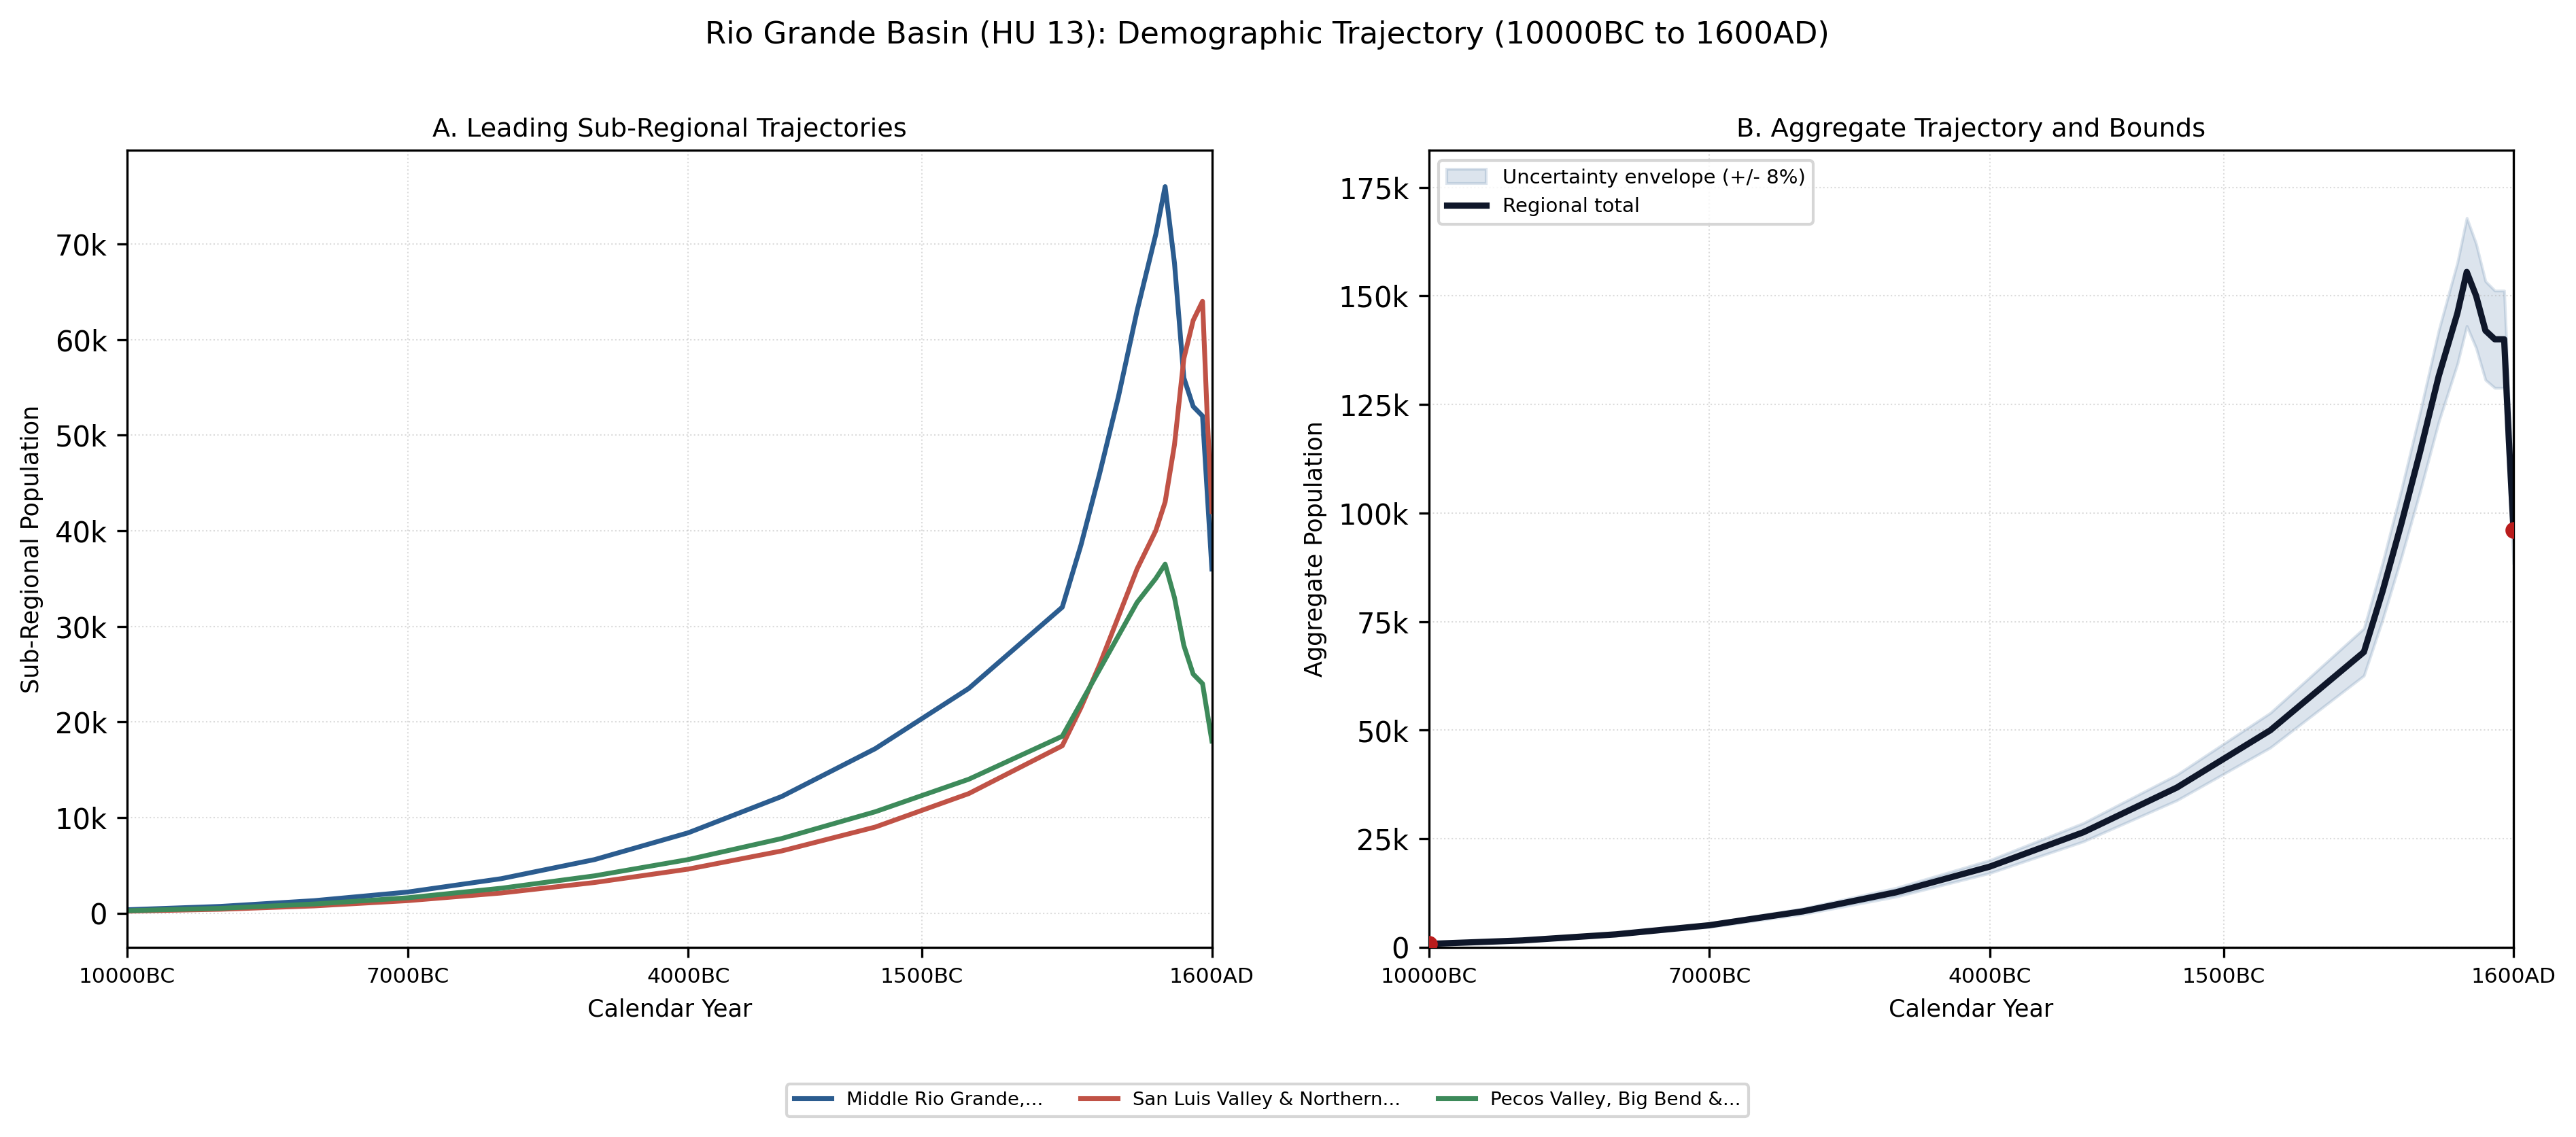 Rio Grande Basin (HU 13): Demographic Trajectory (10000BC to 1600AD)
A. Leading Sub-Regional Trajectories
Sub-Regional Population
70k
60k
50k
40k
30k
20k
10k
0
10000BC 7000BC 4000BC 1500BC 1600AD
Calendar Year
B. Aggregate Trajectory and Bounds
Uncertainty envelope (+/- 8%)
Regional total
Aggregate Population
175k
150k
125k
100k
75k
50k
25k
0
10000BC 7000BC 4000BC 1500BC 1600AD
Calendar Year
Middle Rio Grande,... San Luis Valley & Northern... Pecos Valley, Big Bend &...